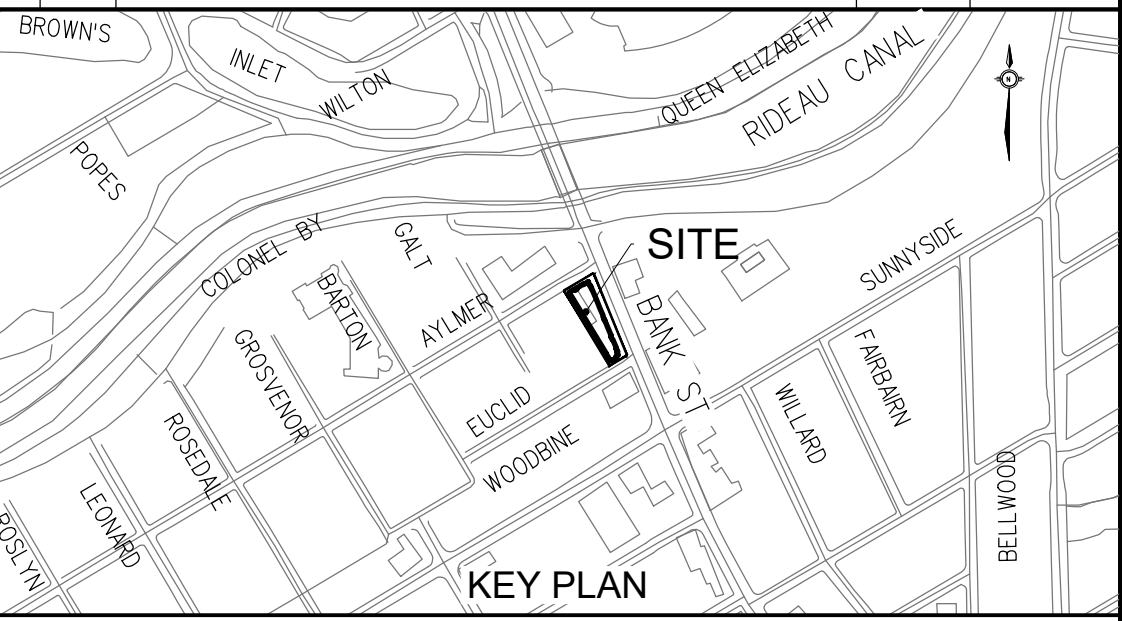 BROWN'S
INLET
WILTON
QUEEN ELIZABETH
RIDEAU CANAL
N
POPES
COLONEL BY
GALT
SITE
SUNNYSIDE
BARTON
AYLMER
BANK ST
GROSVENOR
FAIRBAIRN
EUCLID
WILLARD
ROSEDALE
WOODBINE
LEONARD
BELLWOOD
ROSLYN
KEY PLAN